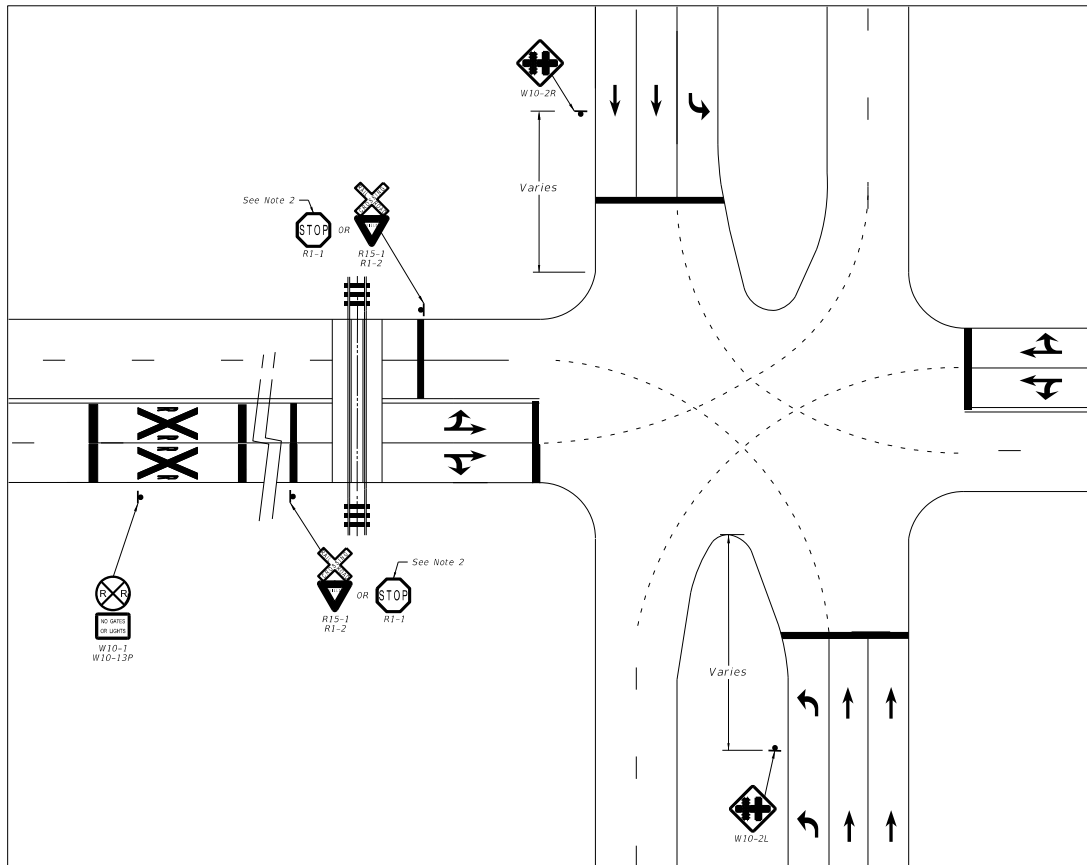 W10-2R
Varies
See Note 2
STOP
OR
R1-1
R15-1
R1-2
R R
R R
See Note 2
OR
STOP
R15-1
R1-2
R1-1
R R
NO GATES
OR LIGHTS
W10-1
W10-13P
Varies
W10-2L